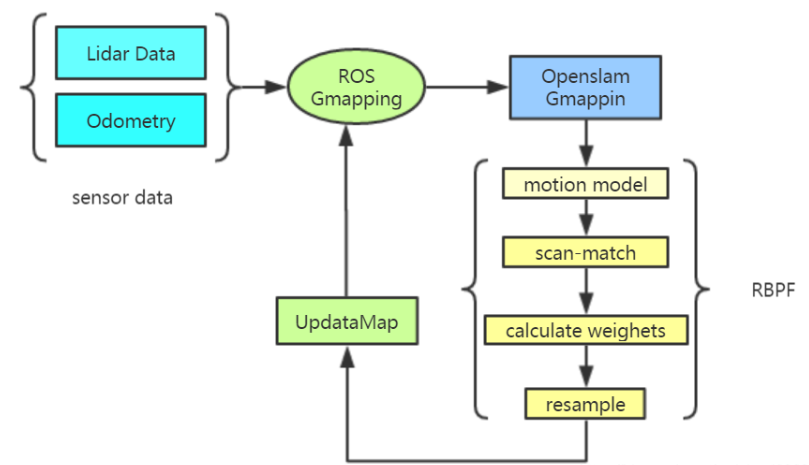 Lidar Data
Odometry
sensor data
ROS
Gmapping
Openslam
Gmappin
motion model
scan-match
calculate weighets
resample
RBPF
UpdataMap